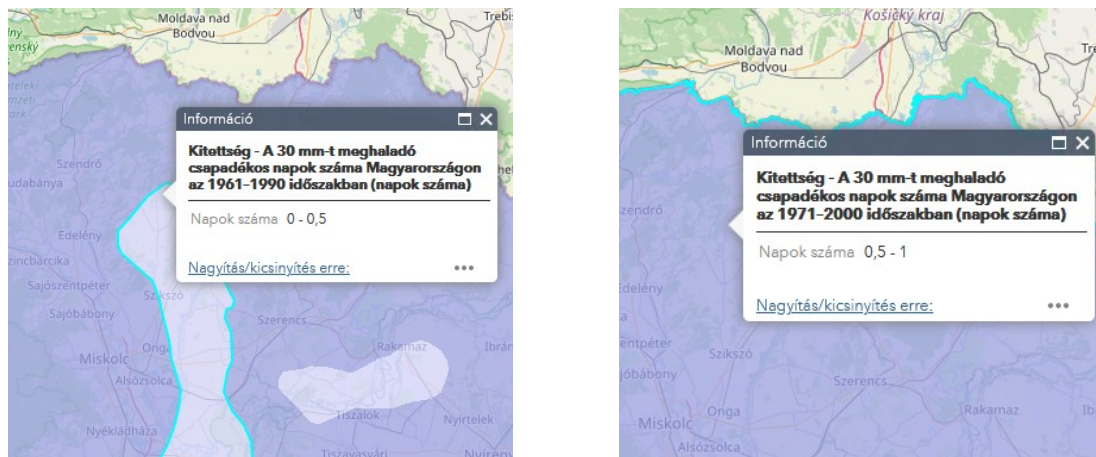 Moldava nad
Bodvou
Információ
Kitettség - A 30 mm-t meghaladó
csapadékos napok száma Magyarországon
az 1961-1990 időszakban (napok száma)
Napok száma 0 - 0,5
Nagyítás/kicsinyítés erre:
Szendrő
Edelény
Sajószentpéter
Szikszó
Sajóbábony
Szerencs
Miskolc
Onga
Rakamaz
Alsózsolca
Tiszalök
Nyírtelek
Nyékládháza
Tiszavasvári
Košický kraj
Moldava nad
Bodvou
Információ
Kitettség - A 30 mm-t meghaladó
csapadékos napok száma Magyarországon
az 1971-2000 időszakban (napok száma)
Napok száma 0,5 - 1
Nagyítás/kicsinyítés erre:
Szikszó
Szerencs
Onga
Rakamaz
Miskolc
Alsózsolca